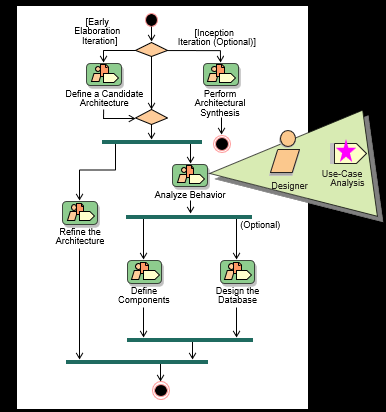 [Early
Elaboration
Iteration]
[Inception
Iteration (Optional)]
Define a Candidate
Architecture
Perform
Architectural
Synthesis
Analyze Behavior
Designer
Use-Case
Analysis
Refine the
Architecture
(Optional)
Define
Components
Design the
Database